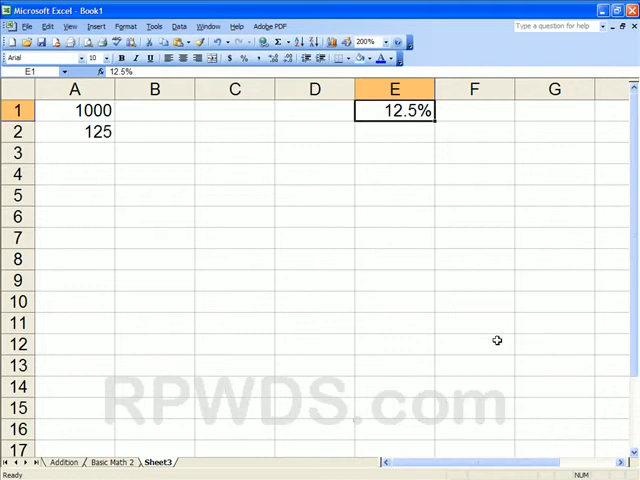 Microsoft Excel - Book1
File Edit View Insert Format Tools Data Window Help Adobe PDF
Type a question for help
200%
Arial 10 B I U $ % ,
E1 fx 12.5%
A B C D E F G
1 1000 12.5%
2 125
3
4
5
6
7
8
9
10
11
12
13
14
15
16
17
RPWDS.com
Addition Basic Math 2 Sheet3
Ready NUM